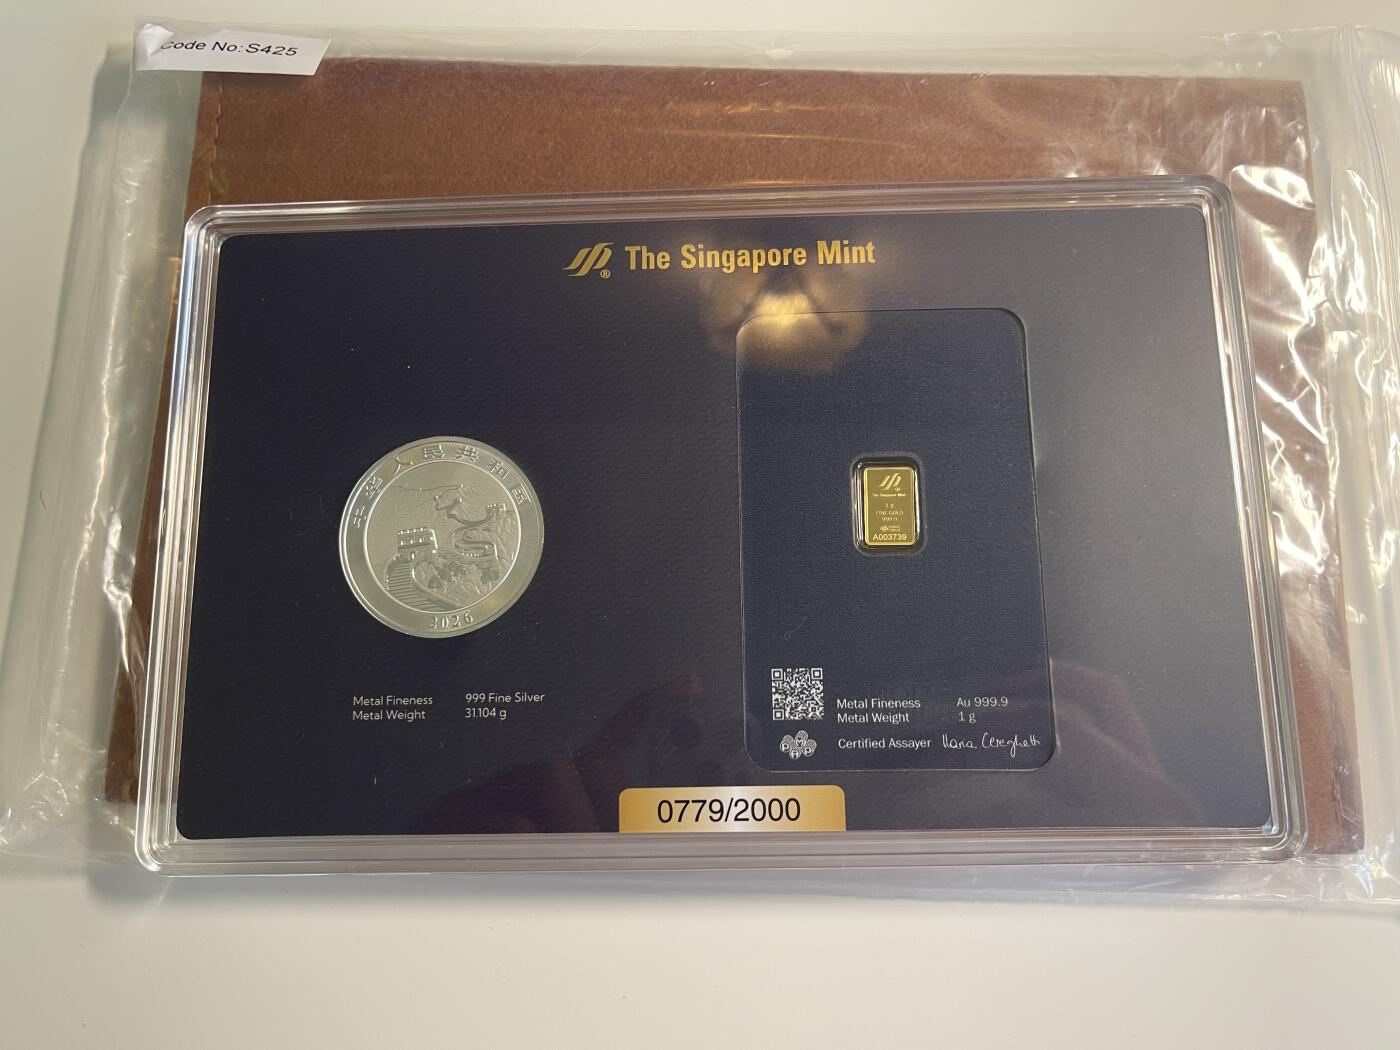 Code No: S425
The Singapore Mint
中华人民共和国
2026
Metal Fineness 999 Fine Silver
Metal Weight 31.104 g
The Singapore Mint
1 g
FINE GOLD
999.9
A003739
Metal Fineness Au 999.9
Metal Weight 1 g
PAMP
Certified Assayer
0779/2000